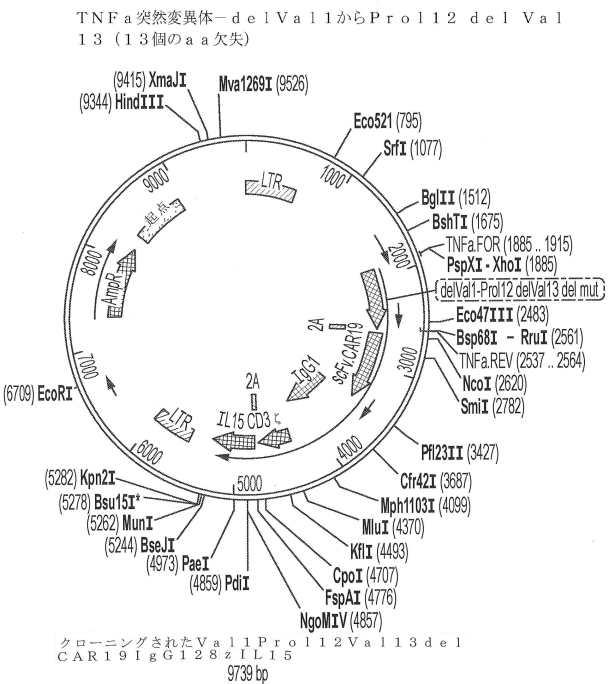 ＴＮＦａ突然変異体－ｄｅｌＶａｌ１からＰｒｏ１１２ ｄｅｌ Ｖａｌ
１３（１３個のａａ欠失）
(9415) XmaJI
(9344) HindIII
Mva1269I (9526)
Eco521 (795)
SrfI (1077)
BglII (1512)
BshTI (1675)
TNFa.FOR (1885 .. 1915)
PspXI - XhoI (1885)
delVal1-Prol12 delVal13 del mut
Eco47III (2483)
Bsp68I - RruI (2561)
TNFa.REV (2537 .. 2564)
NcoI (2620)
SmiI (2782)
Pfl23II (3427)
Cfr42I (3687)
Mph1103I (4099)
MluI (4370)
KflI (4493)
CpoI (4707)
FspAI (4776)
NgoMIV (4857)
(4859) PdiI
(4973) PaeI
(5244) BseJI
(5262) MunI
(5278) Bsu15I*
(5282) Kpn2I
(6709) EcoRI
1000
2000
3000
4000
5000
6000
7000
8000
9000
LTR
起点
AmpR
2A
scFv.CAR19
IgG1
2A
IL15 CD3 ζ
LTR
クローニングされたＶａｌ１Ｐｒｏ１１２Ｖａｌ１３ｄｅｌ
ＣＡＲ１９ＩｇＧ１２８ｚＩＬ１５
9739 bp